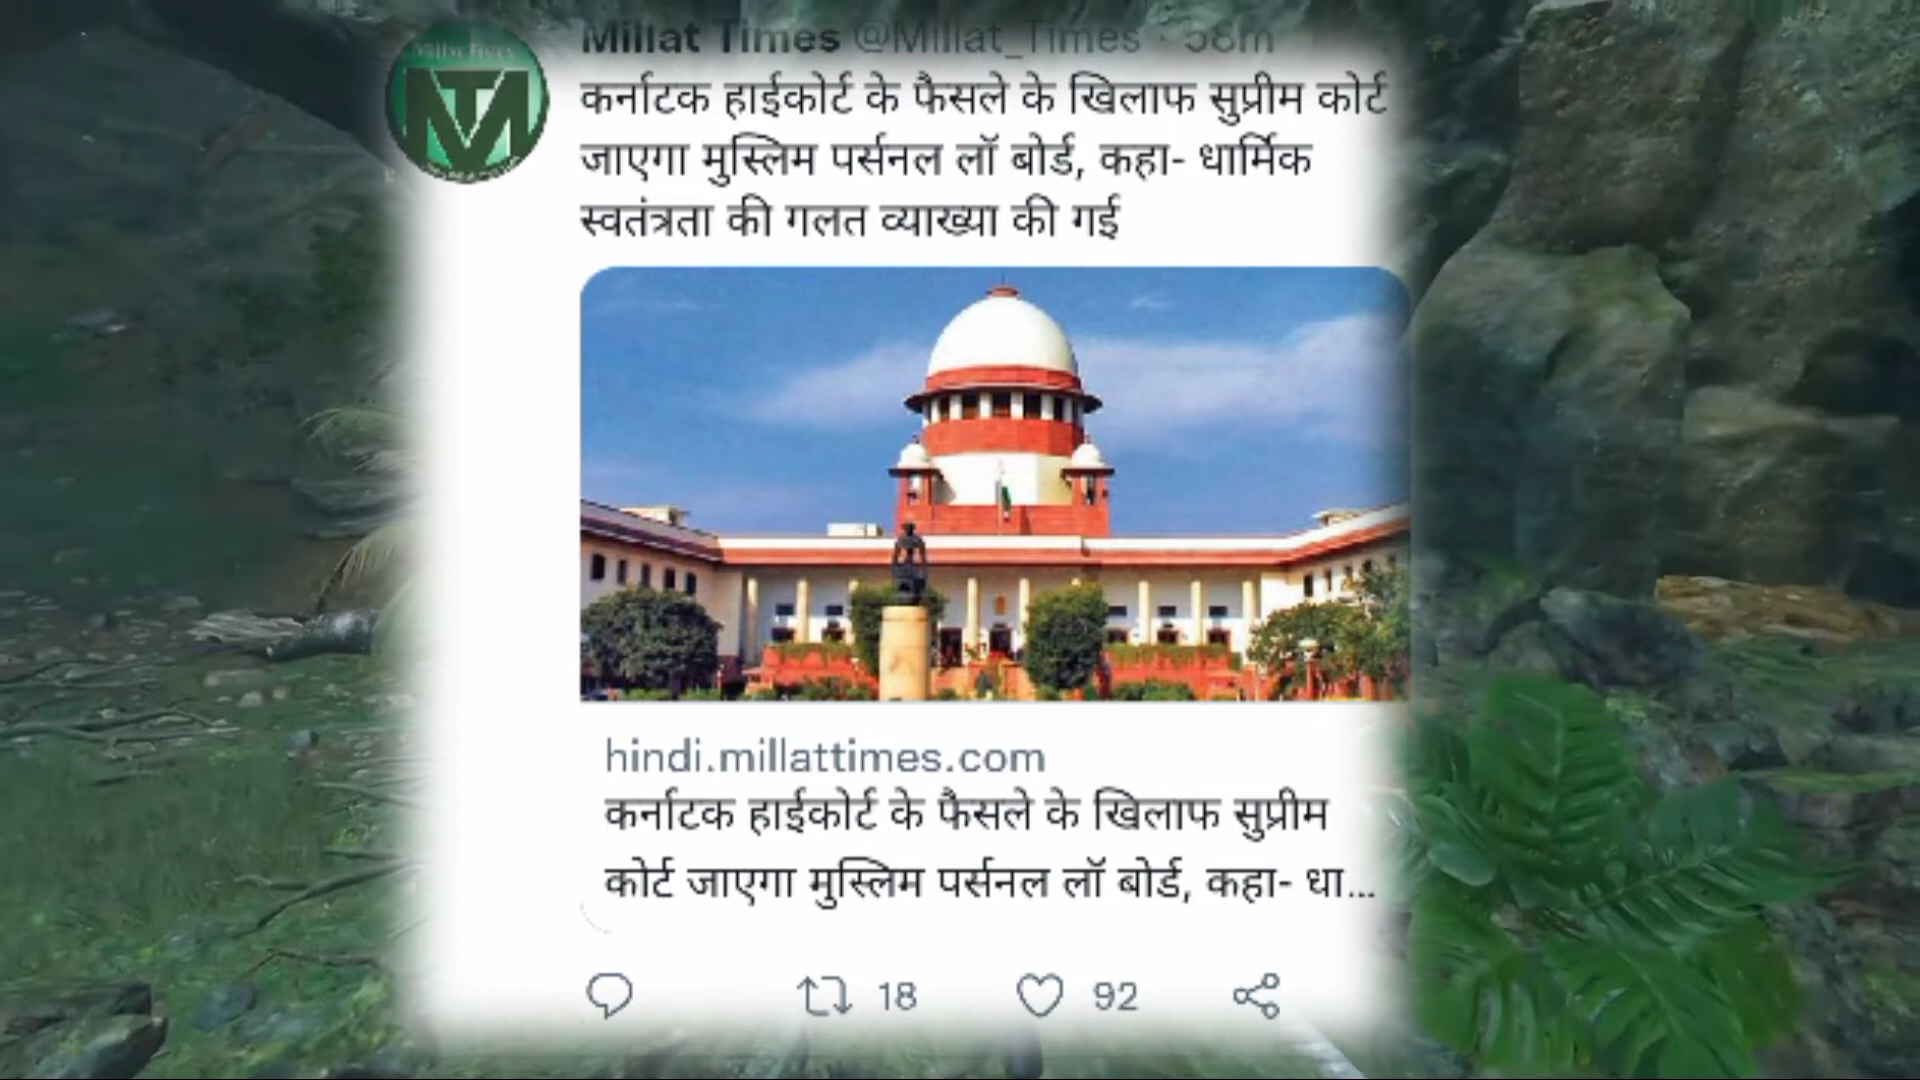 Millat Times @Millat_Times · 58m
कर्नाटक हाईकोर्ट के फैसले के खिलाफ सुप्रीम कोर्ट
जाएगा मुस्लिम पर्सनल लॉ बोर्ड, कहा- धार्मिक
स्वतंत्रता की गलत व्याख्या की गई
hindi.millattimes.com
कर्नाटक हाईकोर्ट के फैसले के खिलाफ सुप्रीम
कोर्ट जाएगा मुस्लिम पर्सनल लॉ बोर्ड, कहा- धा...
18 92